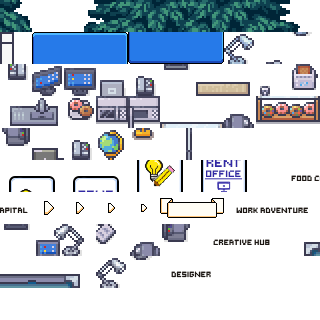 RENT
OFFICE
FOOD C
APITAL
WORK ADVENTURE
CREATIVE HUB
DESIGNER